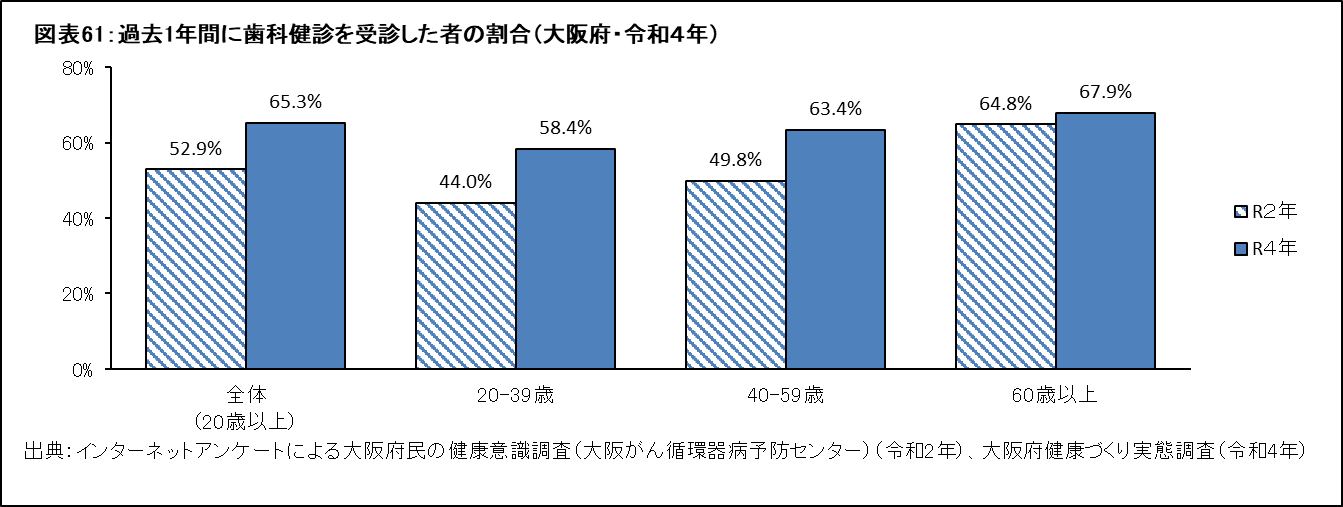 図表61：過去1年間に歯科健診を受診した者の割合（大阪府・令和４年）
80%
60%
40%
20%
0%
52.9%
65.3%
44.0%
58.4%
49.8%
63.4%
64.8%
67.9%
R２年
R４年
全体
（20歳以上）
20-39歳
40-59歳
60歳以上
出典：インターネットアンケートによる大阪府民の健康意識調査（大阪がん循環器病予防センター）（令和2年）、大阪府健康づくり実態調査（令和4年）